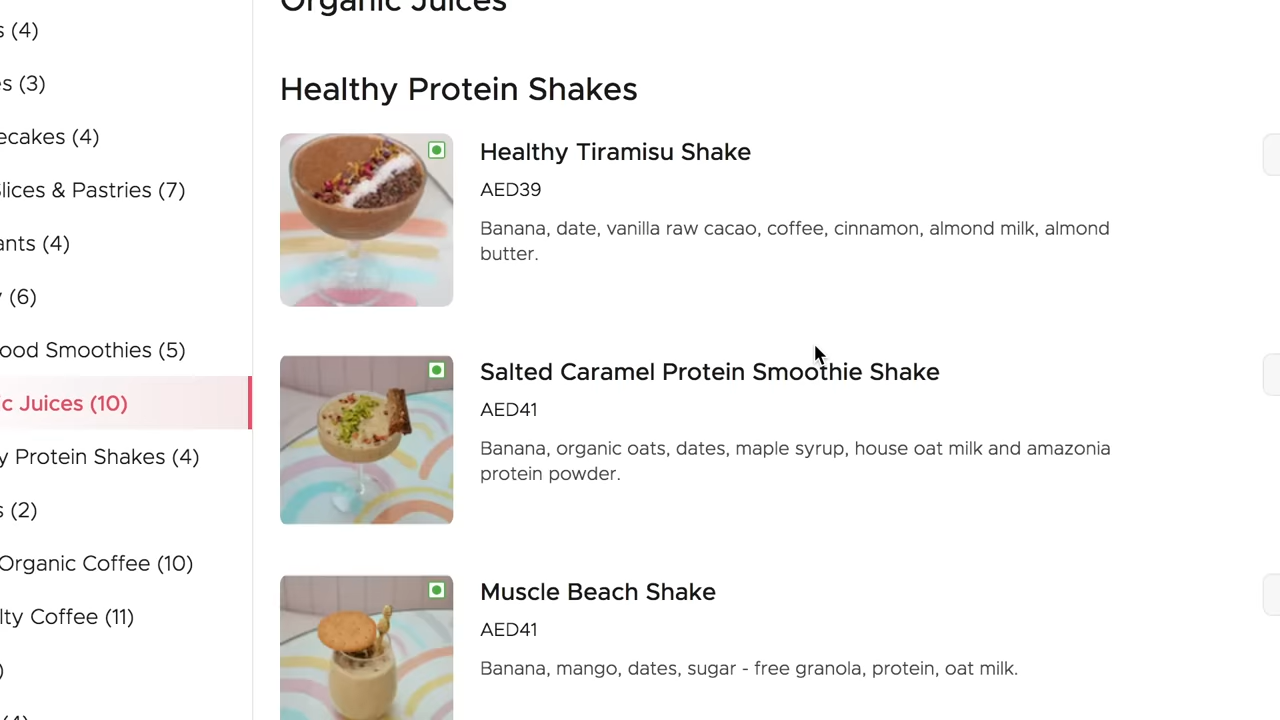 s (4)
es (3)
ecakes (4)
lices & Pastries (7)
ants (4)
(6)
ood Smoothies (5)
c Juices (10)
y Protein Shakes (4)
s (2)
Organic Coffee (10)
lty Coffee (11)
)
(4)
Organic Juices
Healthy Protein Shakes
Healthy Tiramisu Shake
AED39
Banana, date, vanilla raw cacao, coffee, cinnamon, almond milk, almond
butter.
Salted Caramel Protein Smoothie Shake
AED41
Banana, organic oats, dates, maple syrup, house oat milk and amazonia
protein powder.
Muscle Beach Shake
AED41
Banana, mango, dates, sugar - free granola, protein, oat milk.